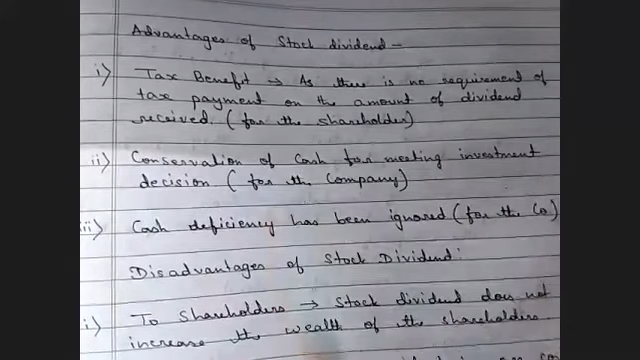 Advantages of Stock dividend -
i) Tax Benefit → As there is no requirement of
tax payment on the amount of dividend
received. (for the shareholder)
ii) Conservation of Cash for meeting investment
decision (for the Company)
iii) Cash deficiency has been ignored (for the Co)
Disadvantages of Stock Dividend:
i) To Shareholders → Stock dividend does not
increase the wealth of the shareholders